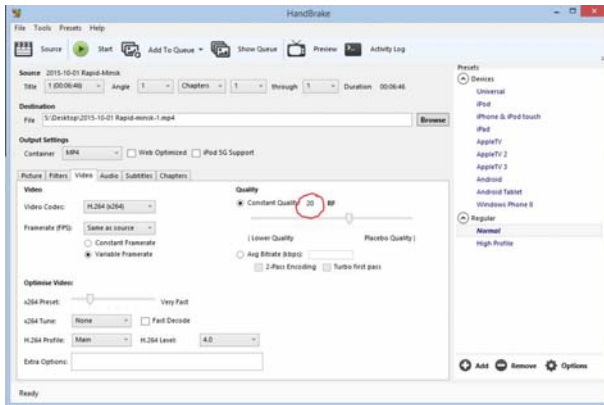 HandBrake
File Tools Presets Help
Source Start Add To Queue Show Queue Preview Activity Log
Source 2015-10-01 Rapid-Minsk
Title 1 (00:06:46) Angle 1 Chapters 1 through 1 Duration 00:06:46
Destination
File S:\Desktop\2015-10-01 Rapid-minsk-1.mp4 Browse
Output Settings
Container MP4 Web Optimized iPod 5G Support
Picture Filters Video Audio Subtitles Chapters
Video
Video Codec: H.264 (x264)
Framerate (FPS): Same as source
Constant Framerate
Variable Framerate
Quality
Constant Quality: 20 RF
| Lower Quality Placebo Quality |
Avg Bitrate (kbps):
2-Pass Encoding Turbo first pass
Optimise Video:
x264 Preset: Very Fast
x264 Tune: None Fast Decode
H.264 Profile: Main H.264 Level: 4.0
Extra Options:
Presets
Devices
Universal
iPod
iPhone & iPod touch
iPad
AppleTV
AppleTV 2
AppleTV 3
Android
Android Tablet
Windows Phone 8
Regular
Normal
High Profile
Add Remove Options
Ready